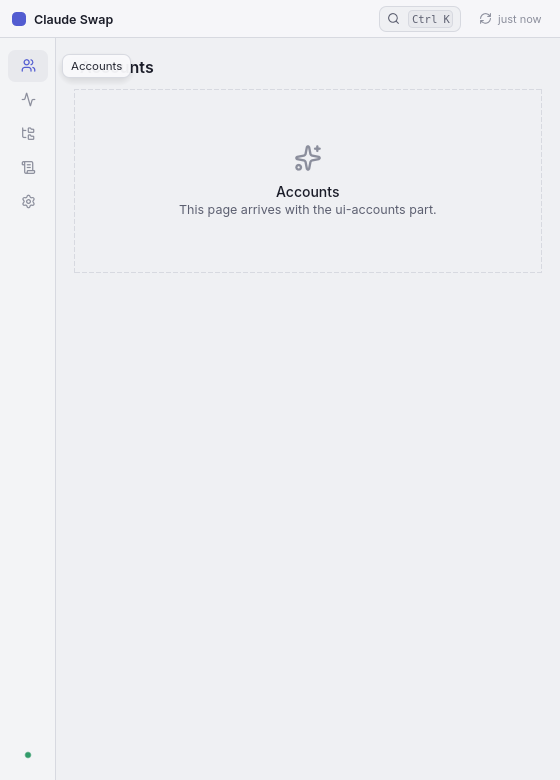 Claude Swap
Ctrl K
just now
Accounts
nts
Accounts
This page arrives with the ui-accounts part.